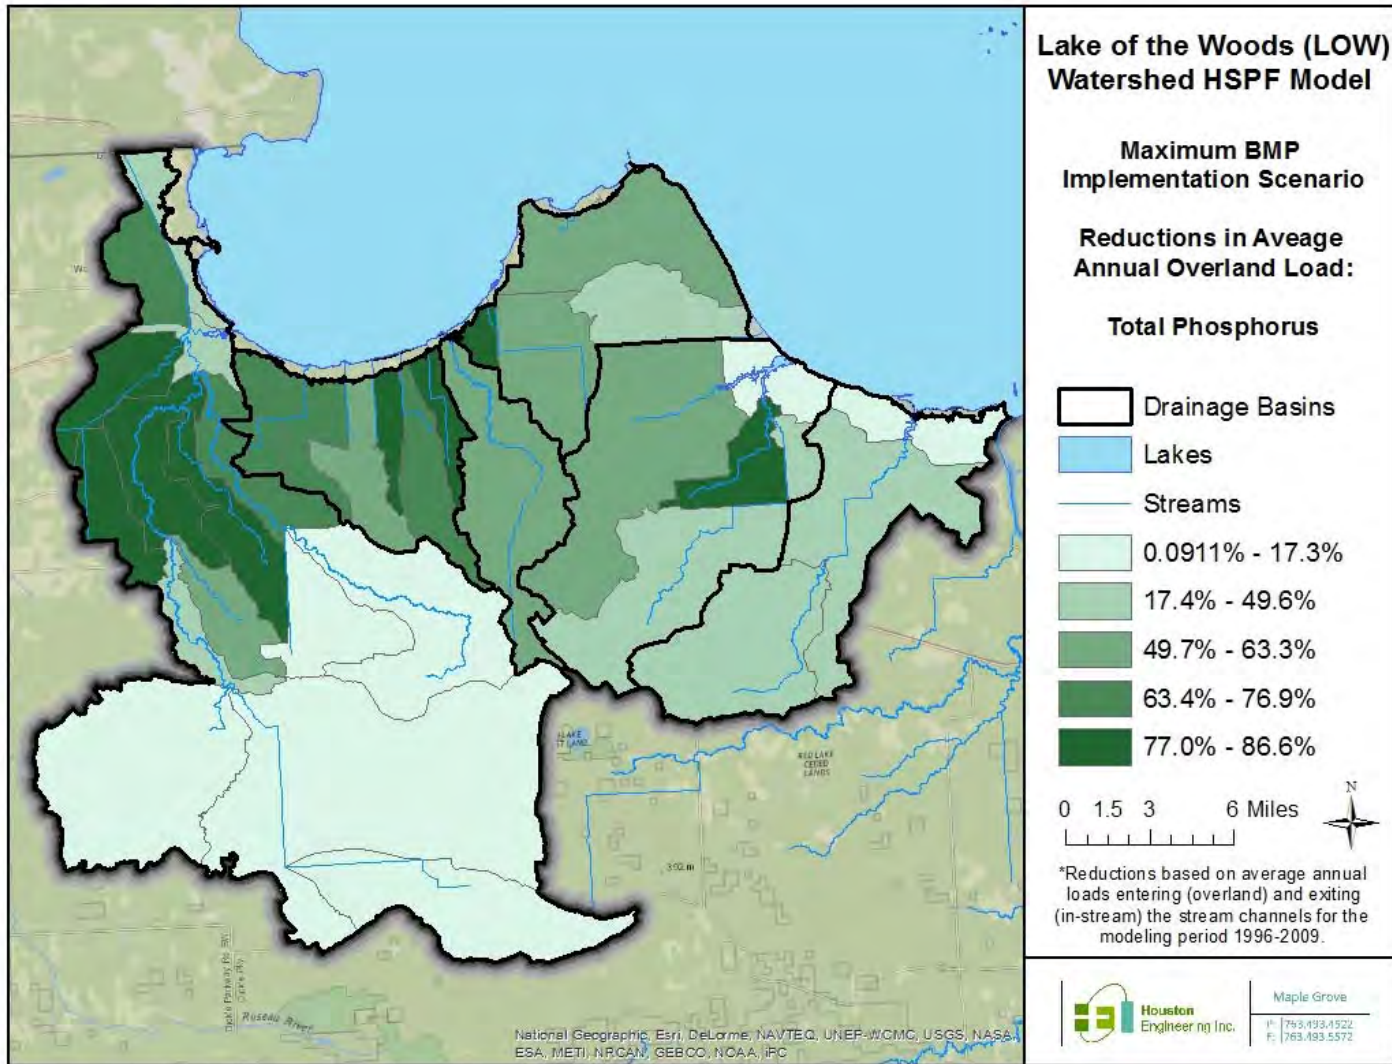 Lake of the Woods (LOW)
Watershed HSPF Model
Maximum BMP
Implementation Scenario
Reductions in Aveage
Annual Overland Load:
Total Phosphorus
Drainage Basins
Lakes
Streams
0.0911% - 17.3%
17.4% - 49.6%
49.7% - 63.3%
63.4% - 76.9%
77.0% - 86.6%
0 1.5 3 6 Miles
N
*Reductions based on average annual
loads entering (overland) and exiting
(in-stream) the stream channels for the
modeling period 1996-2009.
Houston
Engineering Inc.
Maple Grove
P: 763.493.4522
F: 763.493.5572
RED LAKE
CEDED
LANDS
Roseau River
National Geographic, Esri, DeLorme, NAVTEQ, UNEP-WCMC, USGS, NASA,
ESA, METI, NRCAN, GEBCO, NOAA, iPC